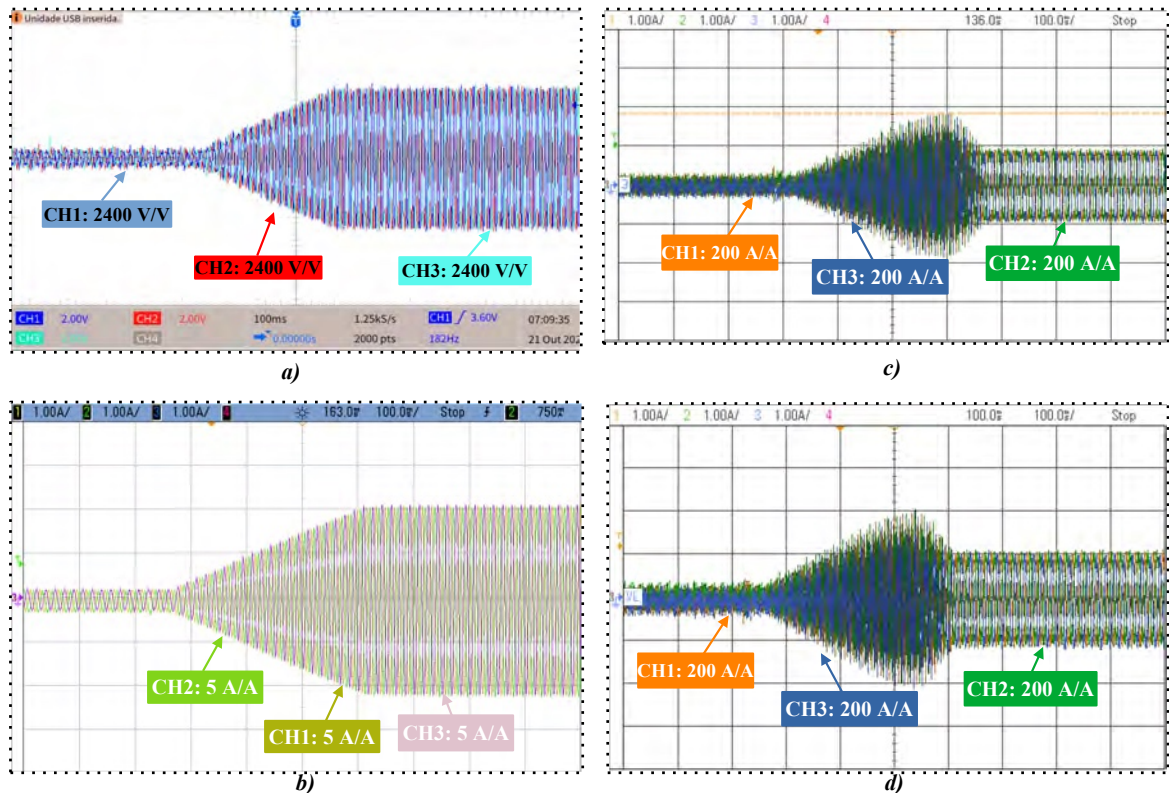 Unidade USB inserida.
CH1: 2400 V/V
CH2: 2400 V/V
CH3: 2400 V/V
CH1 2.00V CH2 2.00V 100ms 1.25kS/s CH1 3.60V 07:09:35
CH3 CH4 0.00000s 2000 pts 182Hz 21 Out 202
a)
1 1.00A/ 2 1.00A/ 3 1.00A/ 4 136.0 100.0 / Stop
CH1: 200 A/A
CH3: 200 A/A
CH2: 200 A/A
c)
1 1.00A/ 2 1.00A/ 3 1.00A/ 4 163.0 100.0 / Stop 2 750
CH2: 5 A/A
CH1: 5 A/A
CH3: 5 A/A
b)
1 1.00A/ 2 1.00A/ 3 1.00A/ 4 100.0 100.0 / Stop
CH1: 200 A/A
CH3: 200 A/A
CH2: 200 A/A
d)